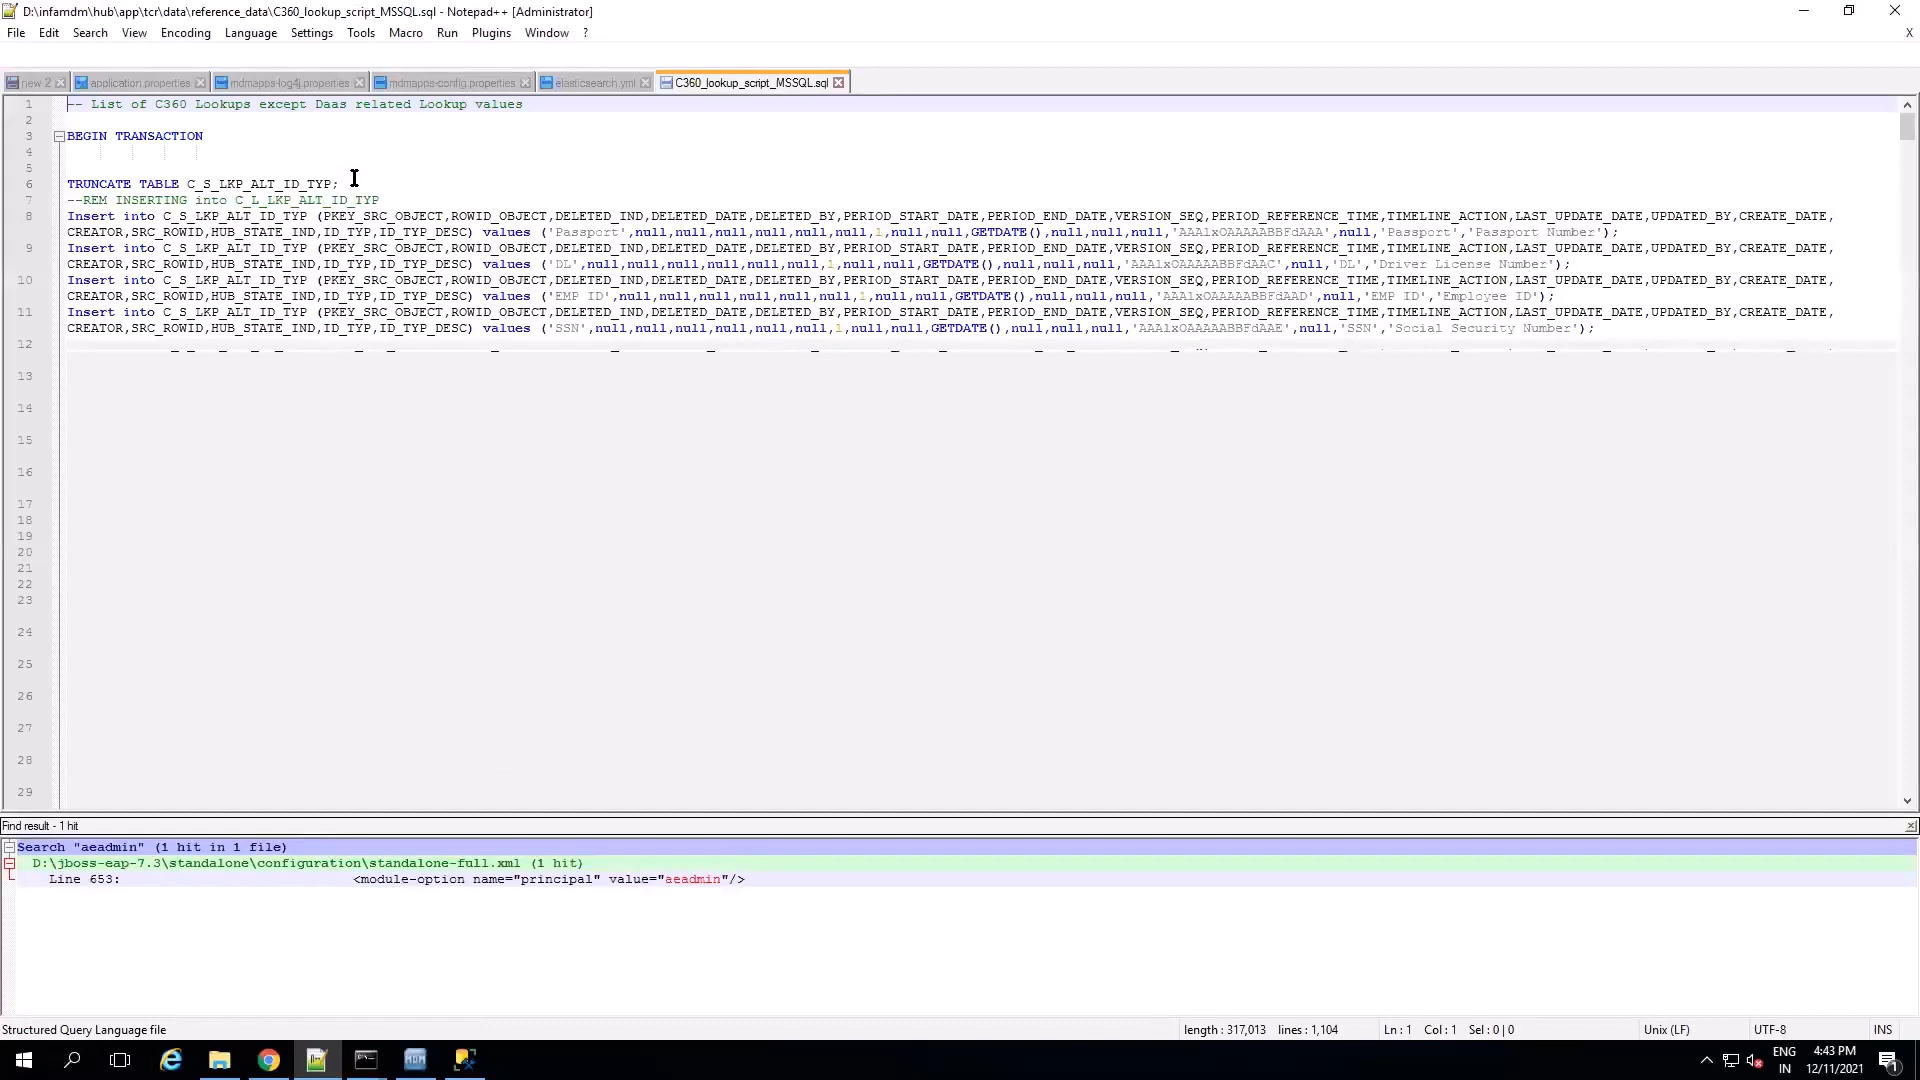 D:\infamdm\hub\app\tcr\data\reference_data\C360_lookup_script_MSSQL.sql - Notepad++ [Administrator]
File Edit Search View Encoding Language Settings Tools Macro Run Plugins Window ? X
new 2 application.properties mdmapps-log4j.properties mdmapps-config.properties elasticsearch.yml C360_lookup_script_MSSQL.sql
1 -- List of C360 Lookups except Daas related Lookup values
2
3 BEGIN TRANSACTION
4
5
6 TRUNCATE TABLE C_S_LKP_ALT_ID_TYP;
7 --REM INSERTING into C_L_LKP_ALT_ID_TYP
8 Insert into C_S_LKP_ALT_ID_TYP (PKEY_SRC_OBJECT,ROWID_OBJECT,DELETED_IND,DELETED_DATE,DELETED_BY,PERIOD_START_DATE,PERIOD_END_DATE,VERSION_SEQ,PERIOD_REFERENCE_TIME,TIMELINE_ACTION,LAST_UPDATE_DATE,UPDATED_BY,CREATE_DATE,
CREATOR,SRC_ROWID,HUB_STATE_IND,ID_TYP,ID_TYP_DESC) values ('Passport',null,null,null,null,null,null,1,null,null,GETDATE(),null,null,null,'AAA1xOAAAAABBFdAAA',null,'Passport','Passport Number');
9 Insert into C_S_LKP_ALT_ID_TYP (PKEY_SRC_OBJECT,ROWID_OBJECT,DELETED_IND,DELETED_DATE,DELETED_BY,PERIOD_START_DATE,PERIOD_END_DATE,VERSION_SEQ,PERIOD_REFERENCE_TIME,TIMELINE_ACTION,LAST_UPDATE_DATE,UPDATED_BY,CREATE_DATE,
CREATOR,SRC_ROWID,HUB_STATE_IND,ID_TYP,ID_TYP_DESC) values ('DL',null,null,null,null,null,null,1,null,null,GETDATE(),null,null,null,'AAA1xOAAAAABBFdAAC',null,'DL','Driver License Number');
10 Insert into C_S_LKP_ALT_ID_TYP (PKEY_SRC_OBJECT,ROWID_OBJECT,DELETED_IND,DELETED_DATE,DELETED_BY,PERIOD_START_DATE,PERIOD_END_DATE,VERSION_SEQ,PERIOD_REFERENCE_TIME,TIMELINE_ACTION,LAST_UPDATE_DATE,UPDATED_BY,CREATE_DATE,
CREATOR,SRC_ROWID,HUB_STATE_IND,ID_TYP,ID_TYP_DESC) values ('EMP ID',null,null,null,null,null,null,1,null,null,GETDATE(),null,null,null,'AAA1xOAAAAABBFdAAD',null,'EMP ID','Employee ID');
11 Insert into C_S_LKP_ALT_ID_TYP (PKEY_SRC_OBJECT,ROWID_OBJECT,DELETED_IND,DELETED_DATE,DELETED_BY,PERIOD_START_DATE,PERIOD_END_DATE,VERSION_SEQ,PERIOD_REFERENCE_TIME,TIMELINE_ACTION,LAST_UPDATE_DATE,UPDATED_BY,CREATE_DATE,
CREATOR,SRC_ROWID,HUB_STATE_IND,ID_TYP,ID_TYP_DESC) values ('SSN',null,null,null,null,null,null,1,null,null,GETDATE(),null,null,null,'AAA1xOAAAAABBFdAAE',null,'SSN','Social Security Number');
12
13
14
15
16
17
18
19
20
21
22
23
24
25
26
27
28
29
Find result - 1 hit
Search "aeadmin" (1 hit in 1 file)
D:\jboss-eap-7.3\standalone\configuration\standalone-full.xml (1 hit)
Line 653: <module-option name="principal" value="aeadmin"/>
Structured Query Language file length : 317,013 lines : 1,104 Ln : 1 Col : 1 Sel : 0 | 0 Unix (LF) UTF-8 INS
ENG 4:43 PM
IN 12/11/2021 1